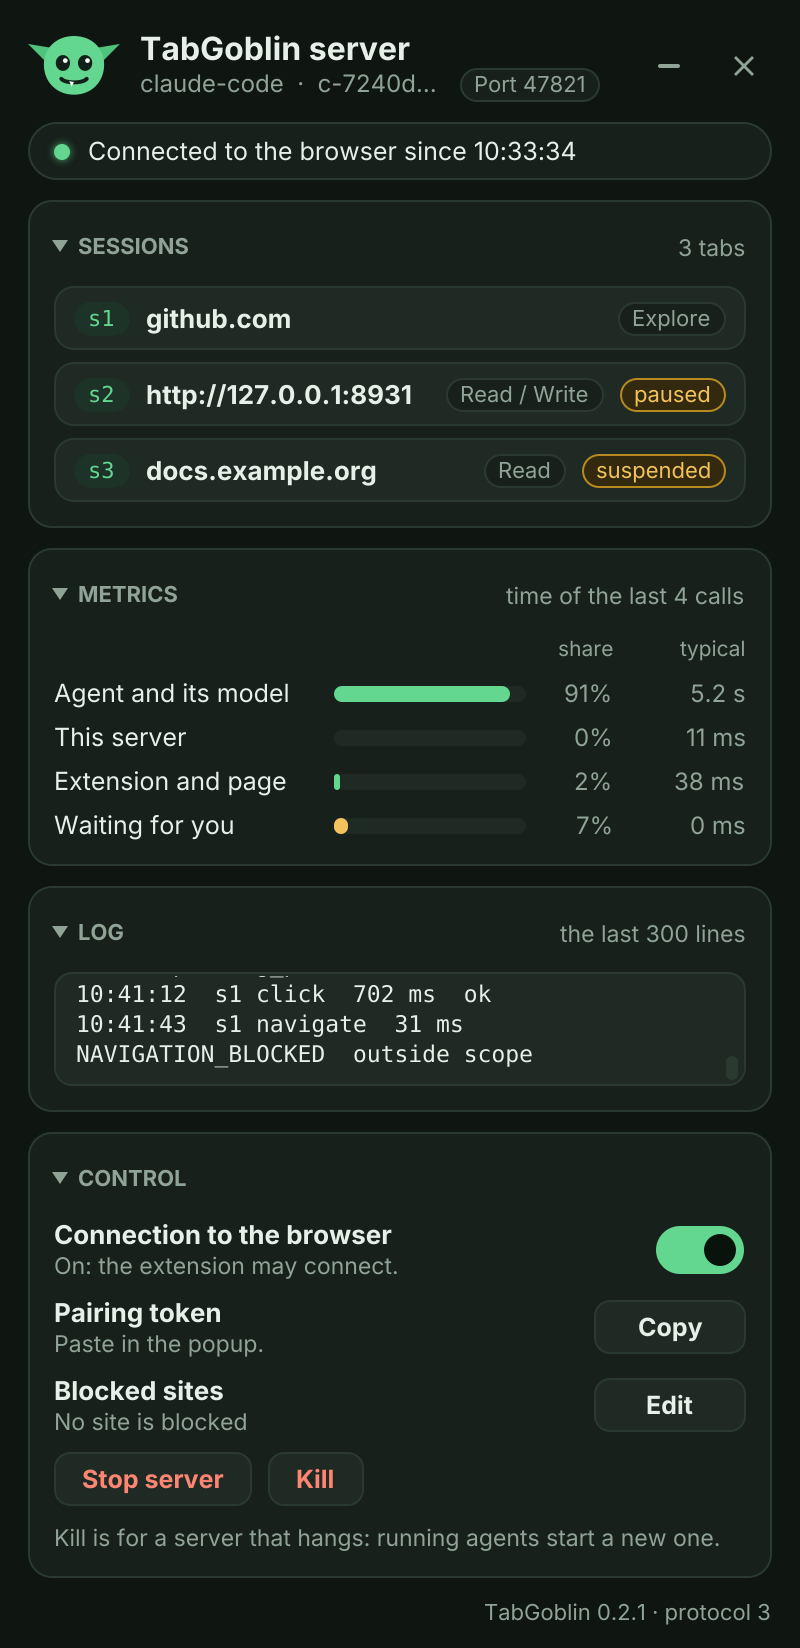 TabGoblin server
claude-code · c-7240d... Port 47821
Connected to the browser since 10:33:34
SESSIONS 3 tabs
s1 github.com Explore
s2 http://127.0.0.1:8931 Read / Write paused
s3 docs.example.org Read suspended
METRICS time of the last 4 calls
share typical
Agent and its model 91% 5.2 s
This server 0% 11 ms
Extension and page 2% 38 ms
Waiting for you 7% 0 ms
LOG the last 300 lines
10:41:12 s1 click 702 ms ok
10:41:43 s1 navigate 31 ms
NAVIGATION_BLOCKED outside scope
CONTROL
Connection to the browser
On: the extension may connect.
Pairing token
Paste in the popup.
Copy
Blocked sites
No site is blocked
Edit
Stop server Kill
Kill is for a server that hangs: running agents start a new one.
TabGoblin 0.2.1 · protocol 3